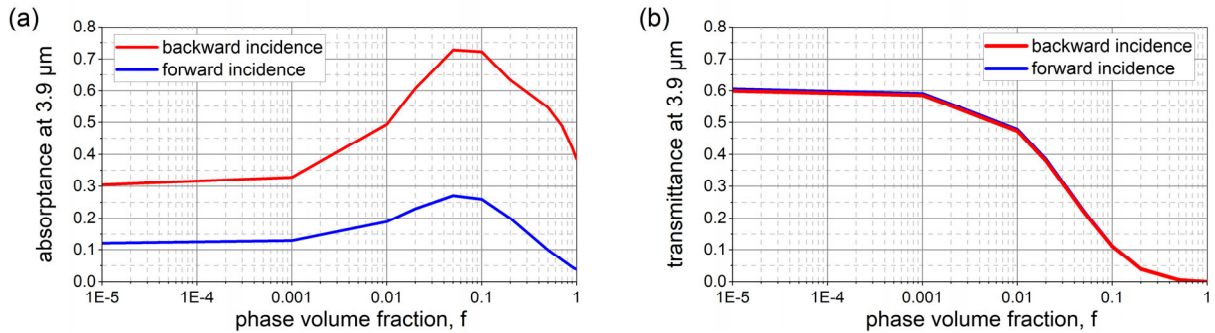 (a)
absorptance at 3.9 μm
0.8
0.7
0.6
0.5
0.4
0.3
0.2
0.1
0.0
backward incidence
forward incidence
1E-5
1E-4
0.001
0.01
0.1
1
phase volume fraction, f
(b)
transmittance at 3.9 μm
0.8
0.7
0.6
0.5
0.4
0.3
0.2
0.1
0.0
backward incidence
forward incidence
1E-5
1E-4
0.001
0.01
0.1
1
phase volume fraction, f